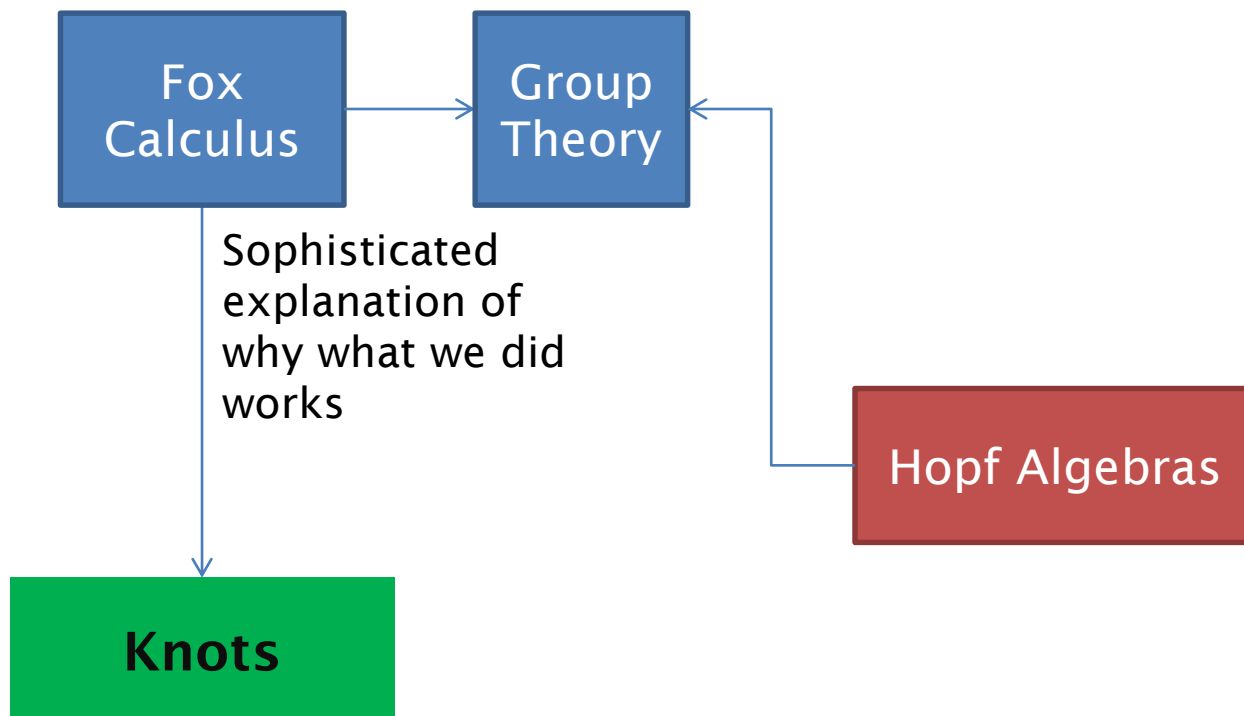 Fox
Calculus
Group
Theory
Sophisticated
explanation of
why what we did
works
Hopf Algebras
Knots